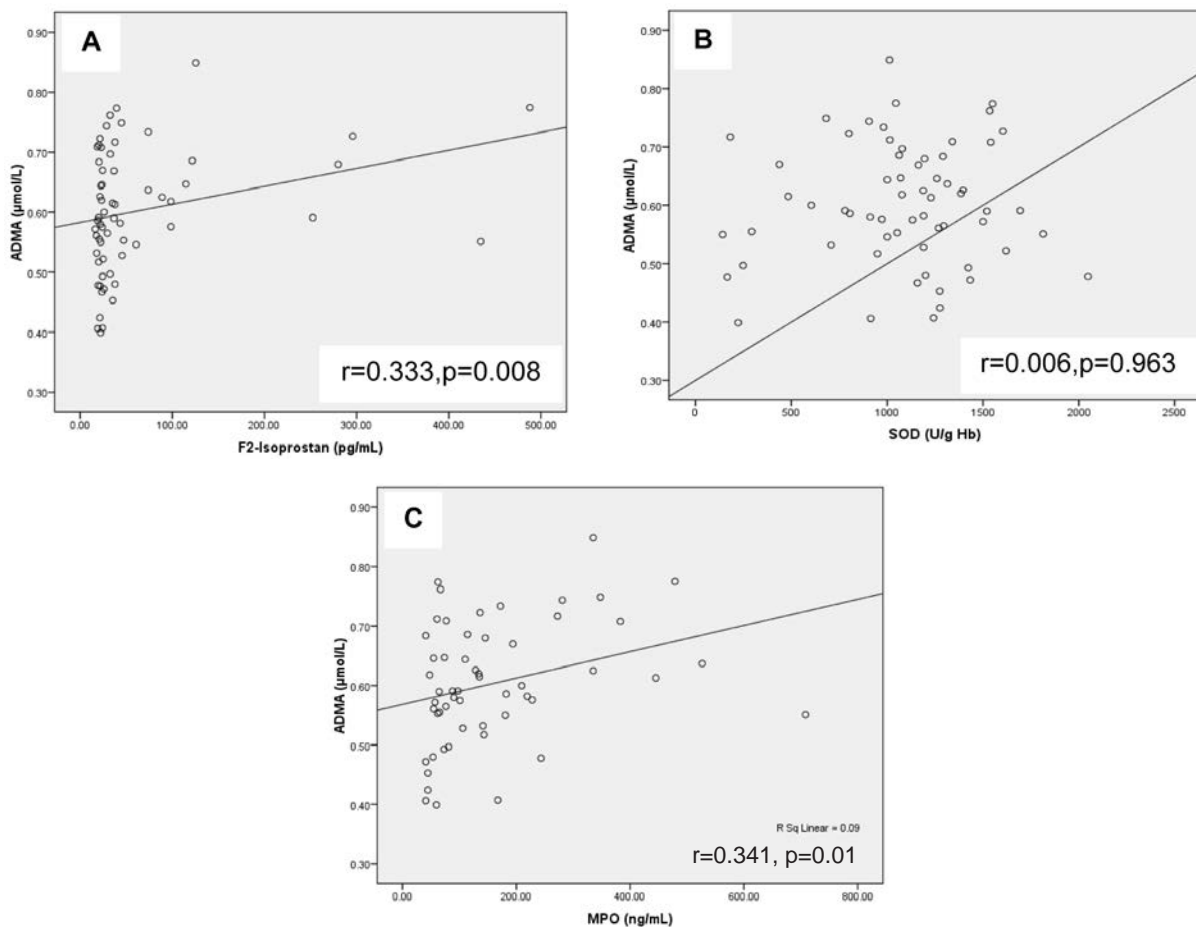 A
ADMA (µmol/L)
0.90
0.80
0.70
0.60
0.50
0.40
0.30
r=0.333,p=0.008
0.00 100.00 200.00 300.00 400.00 500.00
F2-Isoprostan (pg/mL)
B
ADMA (µmol/L)
0.90
0.80
0.70
0.60
0.50
0.40
0.30
r=0.006,p=0.963
0 500 1000 1500 2000 2500
SOD (U/g Hb)
C
ADMA (µmol/L)
0.90
0.80
0.70
0.60
0.50
0.40
0.30
R Sq Linear = 0.09
r=0.341, p=0.01
0.00 200.00 400.00 600.00 800.00
MPO (ng/mL)